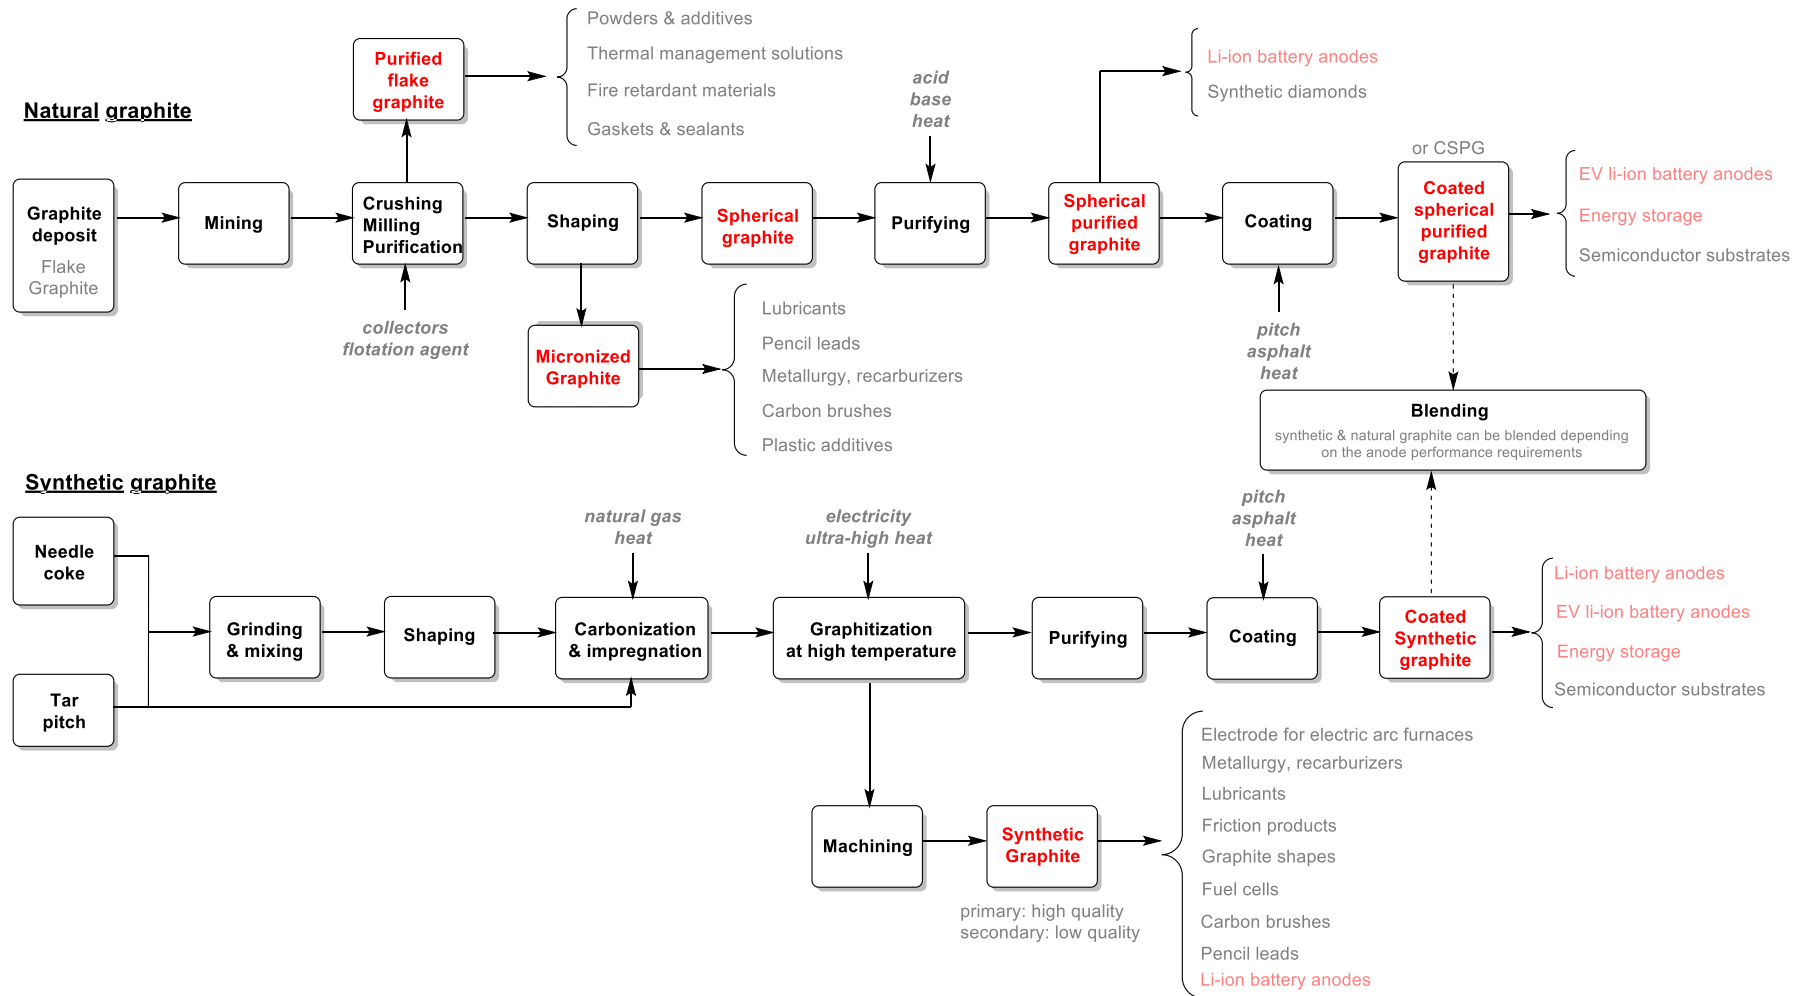 Natural graphite
Graphite
deposit
Flake
Graphite
Mining
Crushing
Milling
Purification
collectors
flotation agent
Purified
flake
graphite
Powders & additives
Thermal management solutions
Fire retardant materials
Gaskets & sealants
Shaping
Micronized
Graphite
Lubricants
Pencil leads
Metallurgy, recarburizers
Carbon brushes
Plastic additives
Spherical
graphite
acid
base
heat
Purifying
Spherical
purified
graphite
Li-ion battery anodes
Synthetic diamonds
Coating
pitch
asphalt
heat
or CSPG
Coated
spherical
purified
graphite
EV li-ion battery anodes
Energy storage
Semiconductor substrates
Blending
synthetic & natural graphite can be blended depending
on the anode performance requirements
Synthetic graphite
Needle
coke
Tar
pitch
Grinding
& mixing
Shaping
natural gas
heat
Carbonization
& impregnation
electricity
ultra-high heat
Graphitization
at high temperature
Purifying
pitch
asphalt
heat
Coating
Coated
Synthetic
graphite
Li-ion battery anodes
EV li-ion battery anodes
Energy storage
Semiconductor substrates
Machining
Synthetic
Graphite
primary: high quality
secondary: low quality
Electrode for electric arc furnaces
Metallurgy, recarburizers
Lubricants
Friction products
Graphite shapes
Fuel cells
Carbon brushes
Pencil leads
Li-ion battery anodes